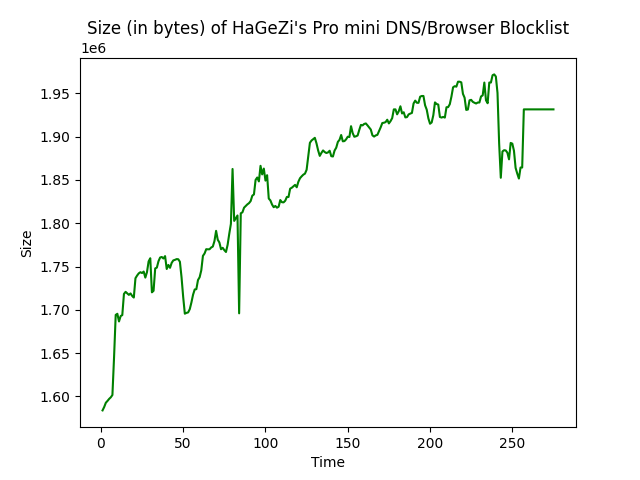 Size (in bytes) of HaGeZi's Pro mini DNS/Browser Blocklist
1e6
1.95
1.90
1.85
1.80
1.75
1.70
1.65
1.60
Size
0 50 100 150 200 250
Time